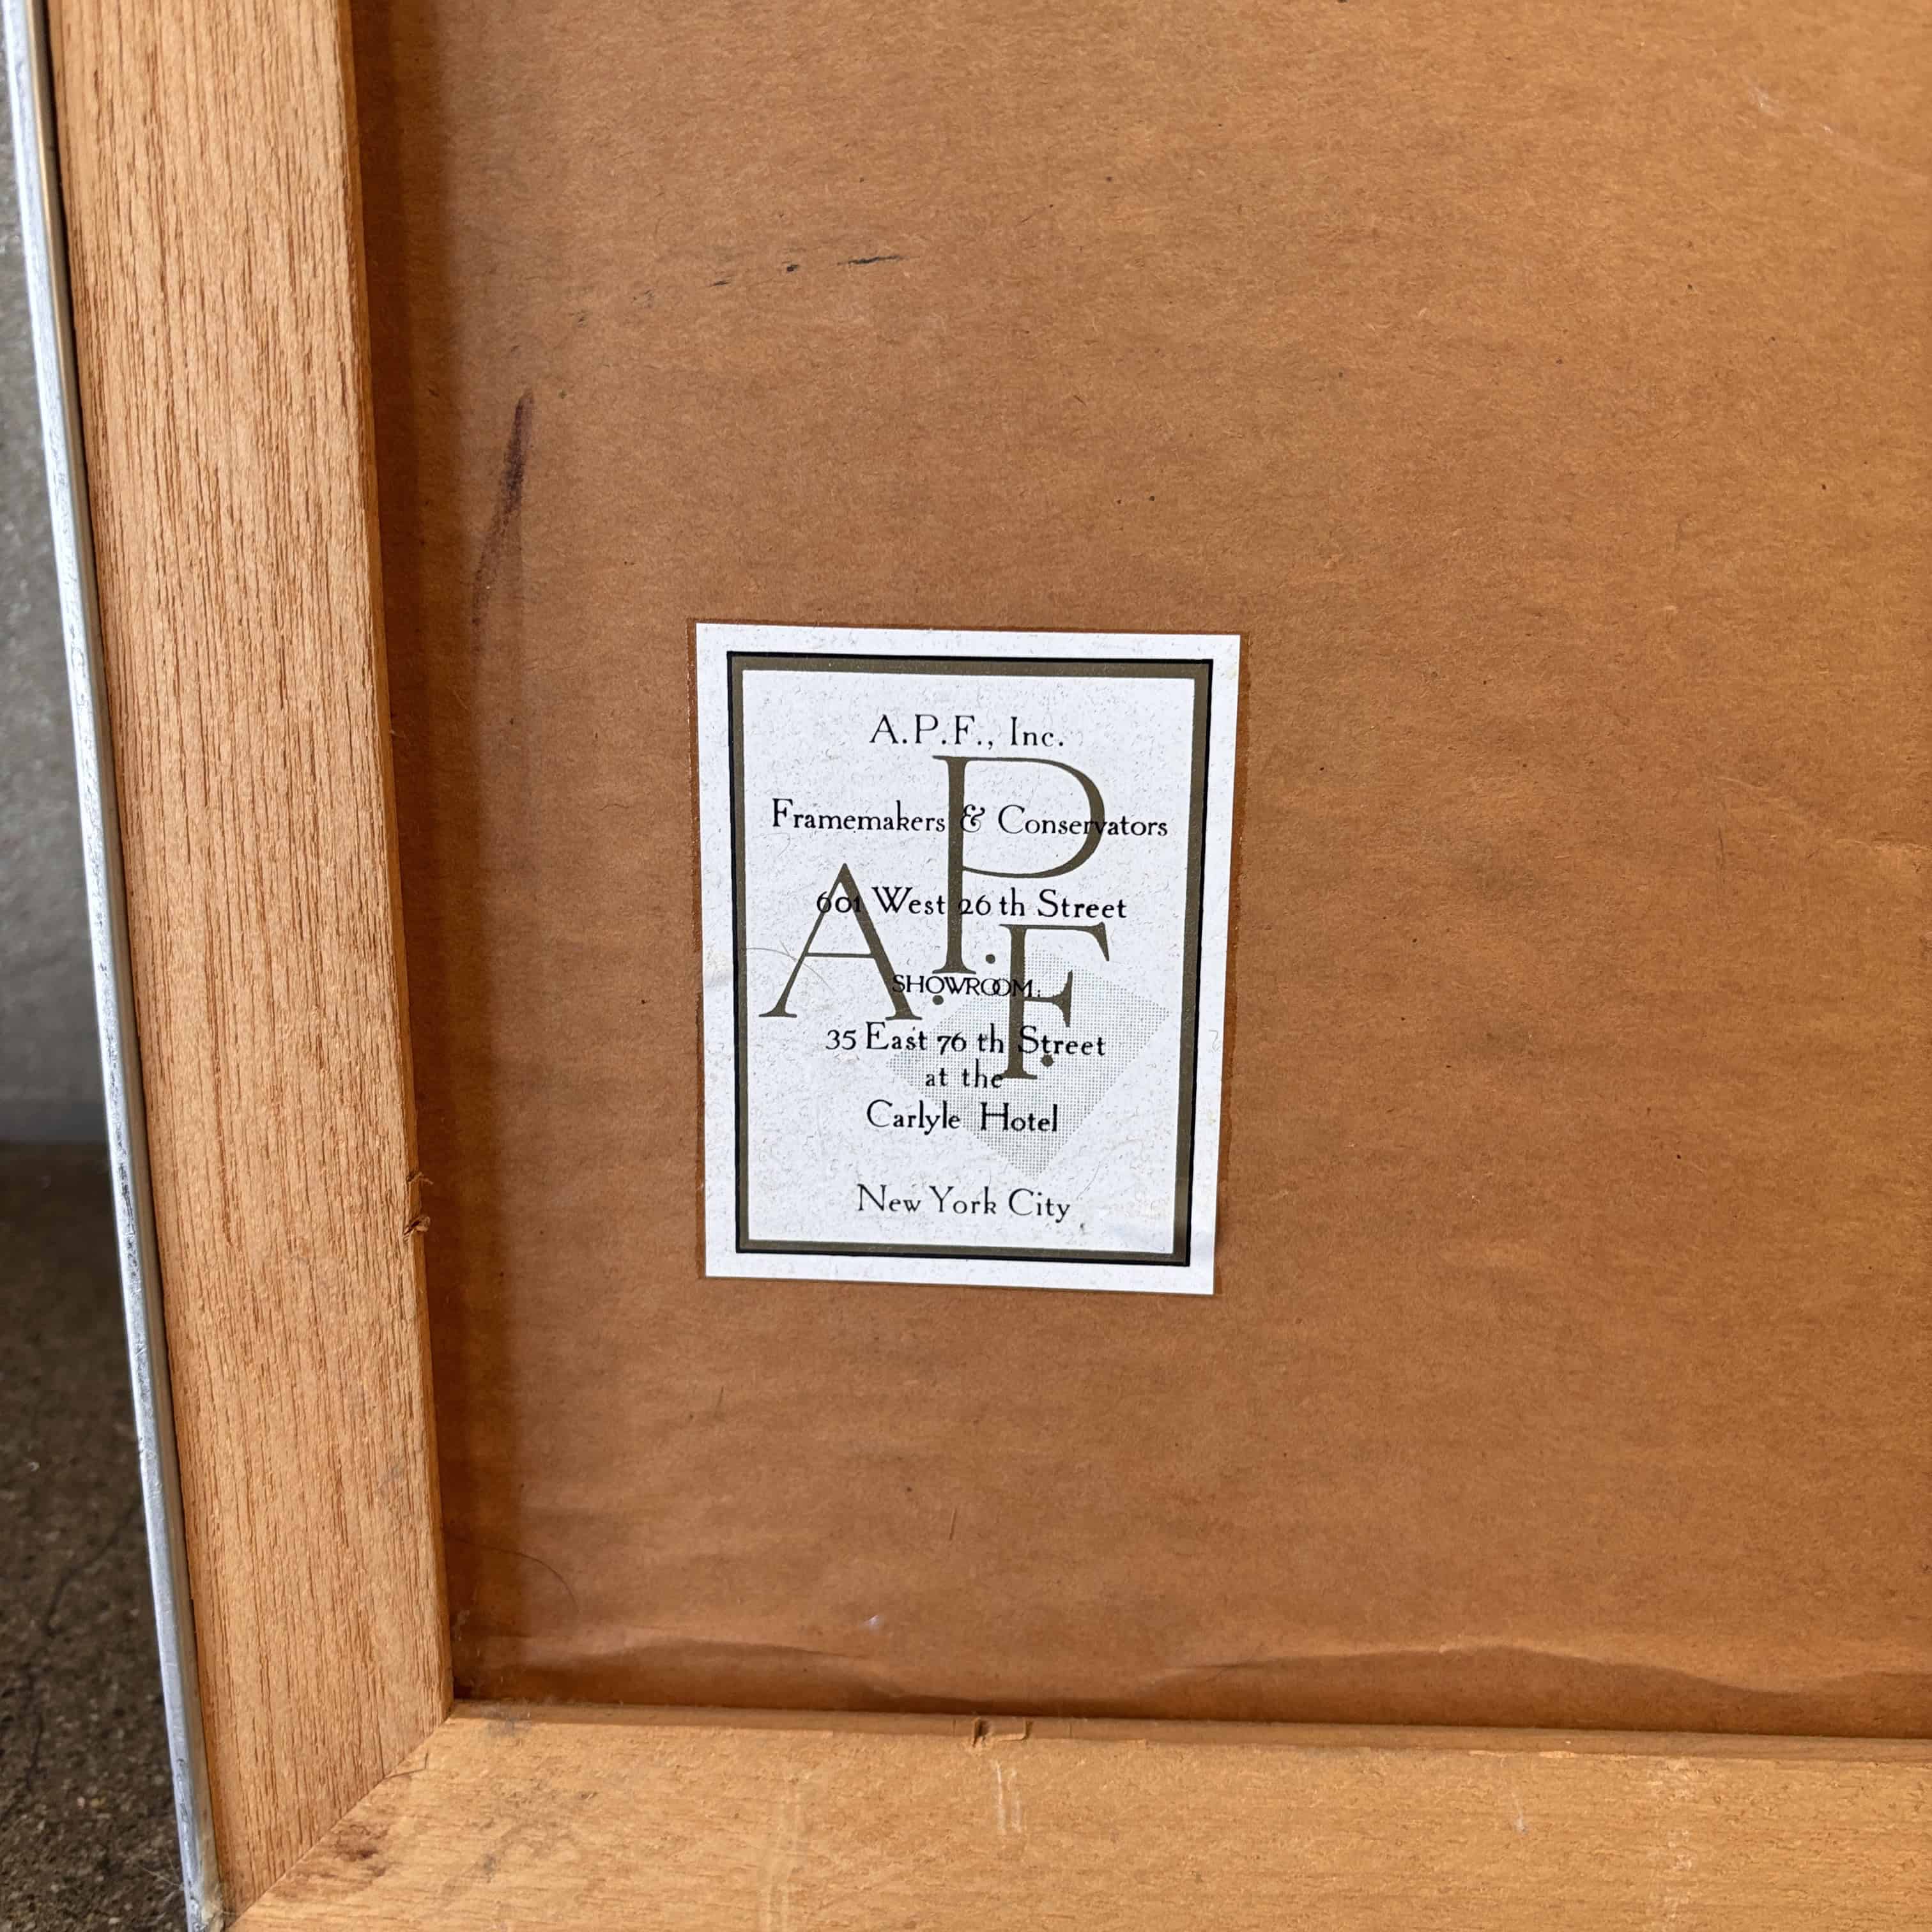 A.P.F., Inc.
Framemakers & Conservators
601 West 26 th Street
A.P.F.
SHOWROOM:
35 East 76 th Street
at the
Carlyle Hotel
New York City